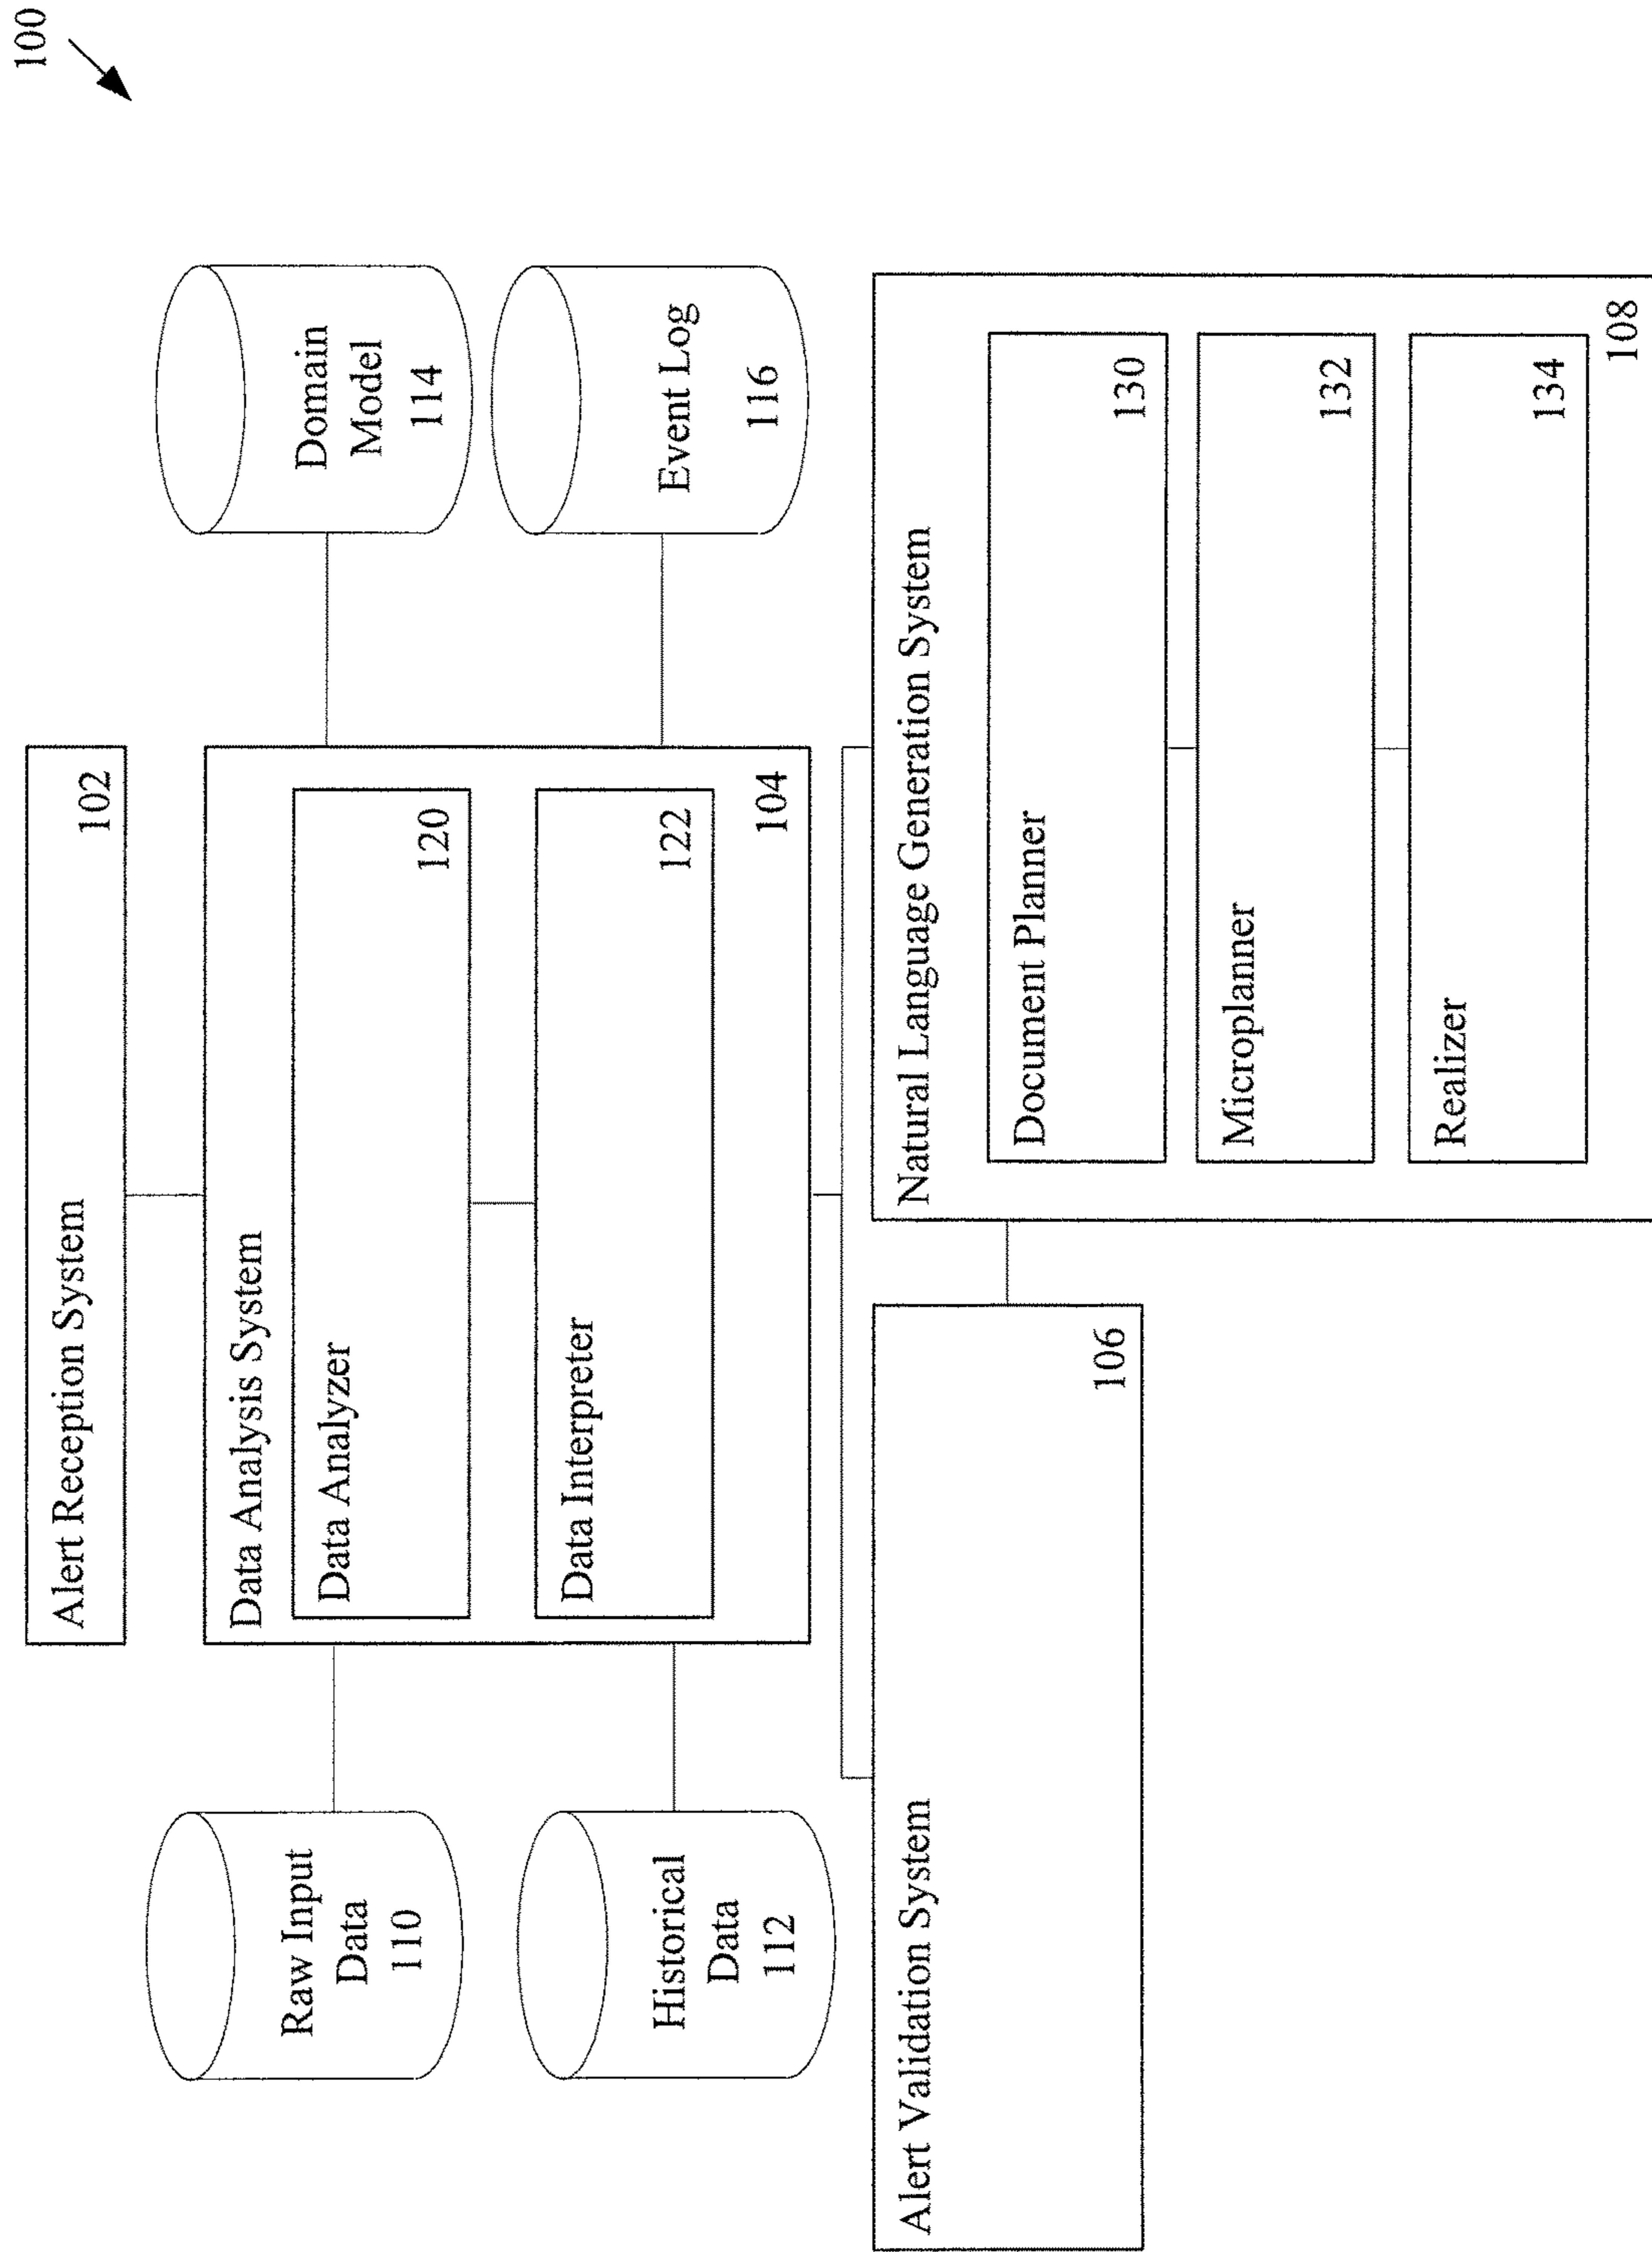 100
Alert Reception System
102
Raw Input
Data
110
Historical
Data
112
Data Analysis System
Data Analyzer
120
Data Interpreter
122
104
Domain
Model
114
Event Log
116
Alert Validation System
106
Natural Language Generation System
Document Planner
130
Microplanner
132
Realizer
134
108